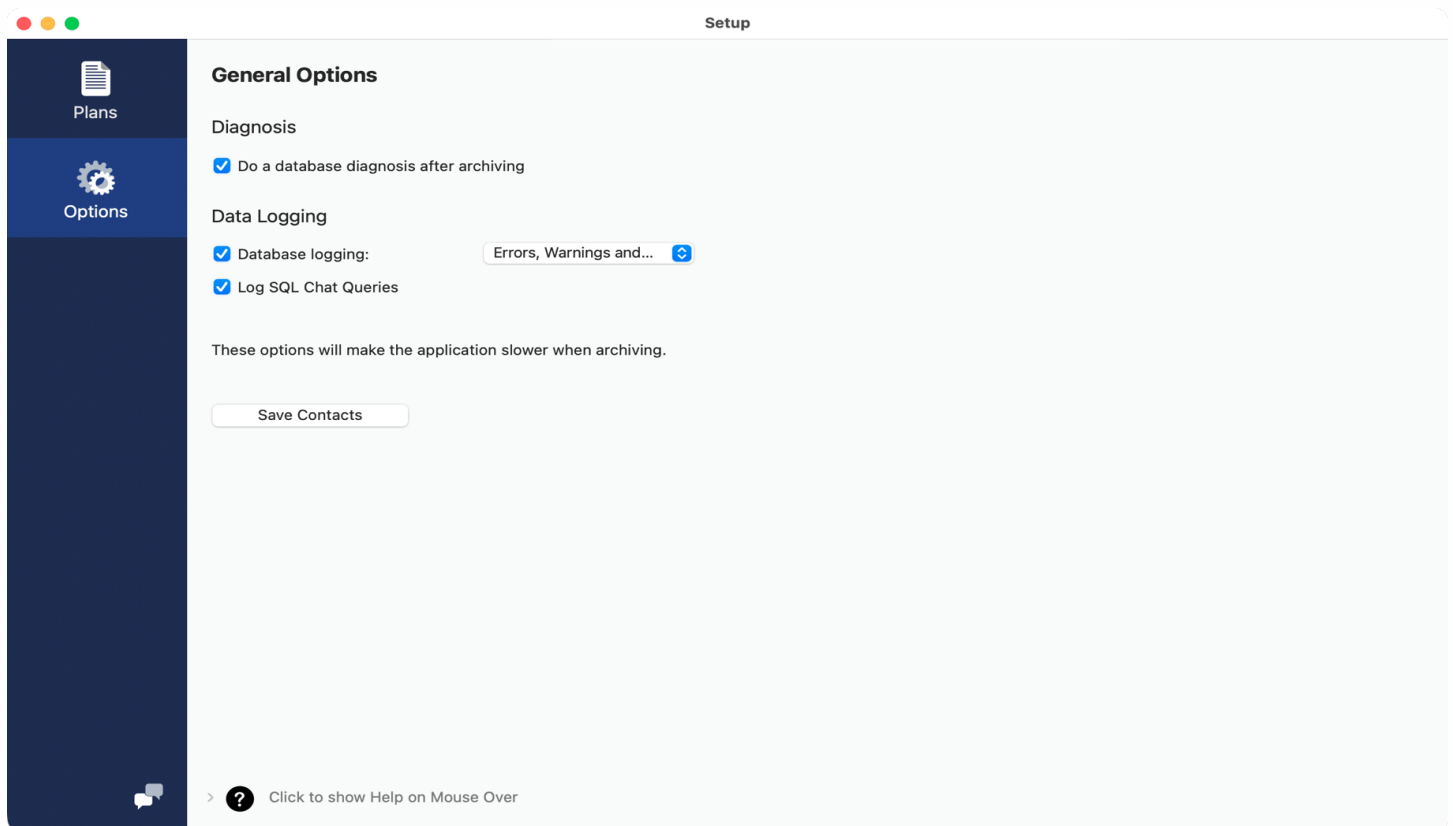 Setup
Plans
Options
General Options
Diagnosis
Do a database diagnosis after archiving
Data Logging
Database logging: Errors, Warnings and...
Log SQL Chat Queries
These options will make the application slower when archiving.
Save Contacts
? Click to show Help on Mouse Over